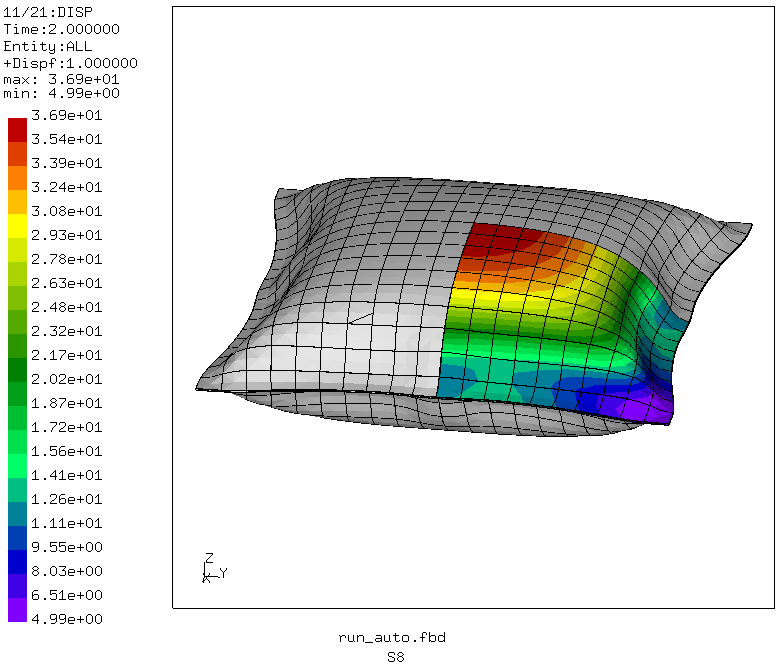 11/21:DISP
Time:2.000000
Entity:ALL
+Dispf:1.000000
max: 3.69e+01
min: 4.99e+00
3.69e+01
3.54e+01
3.39e+01
3.24e+01
3.08e+01
2.93e+01
2.78e+01
2.63e+01
2.48e+01
2.32e+01
2.17e+01
2.02e+01
1.87e+01
1.72e+01
1.56e+01
1.41e+01
1.26e+01
1.11e+01
9.55e+00
8.03e+00
6.51e+00
4.99e+00
Z
X Y
run_auto.fbd
S8